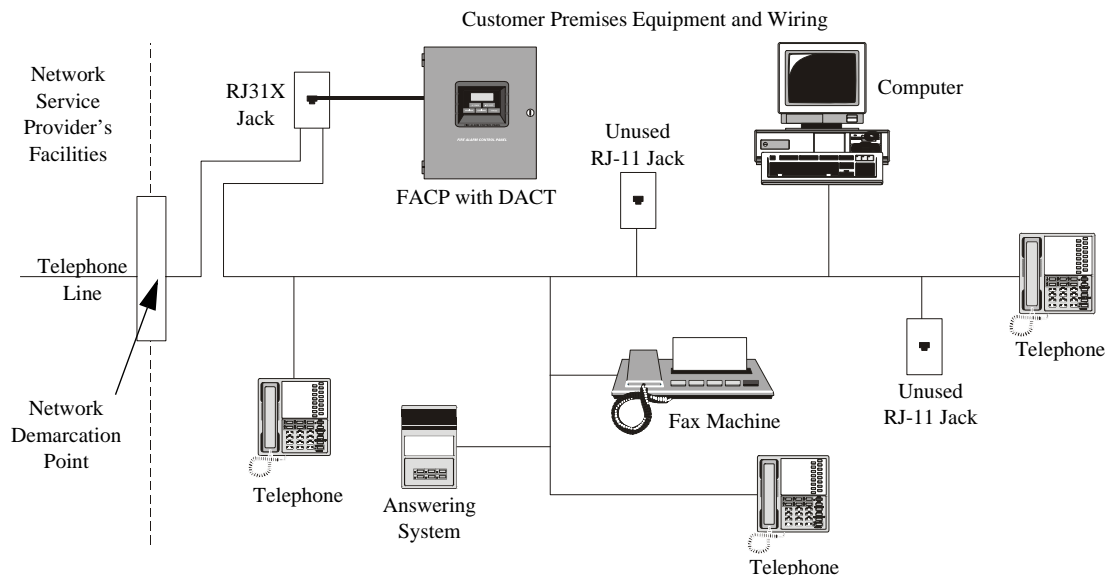 Customer Premises Equipment and Wiring
Network
Service
Provider's
Facilities
RJ31X
Jack
FACP with DACT
Unused
RJ-11 Jack
Computer
Telephone
Line
Network
Demarcation
Point
Telephone
Answering
System
Fax Machine
Telephone
Unused
RJ-11 Jack
Telephone